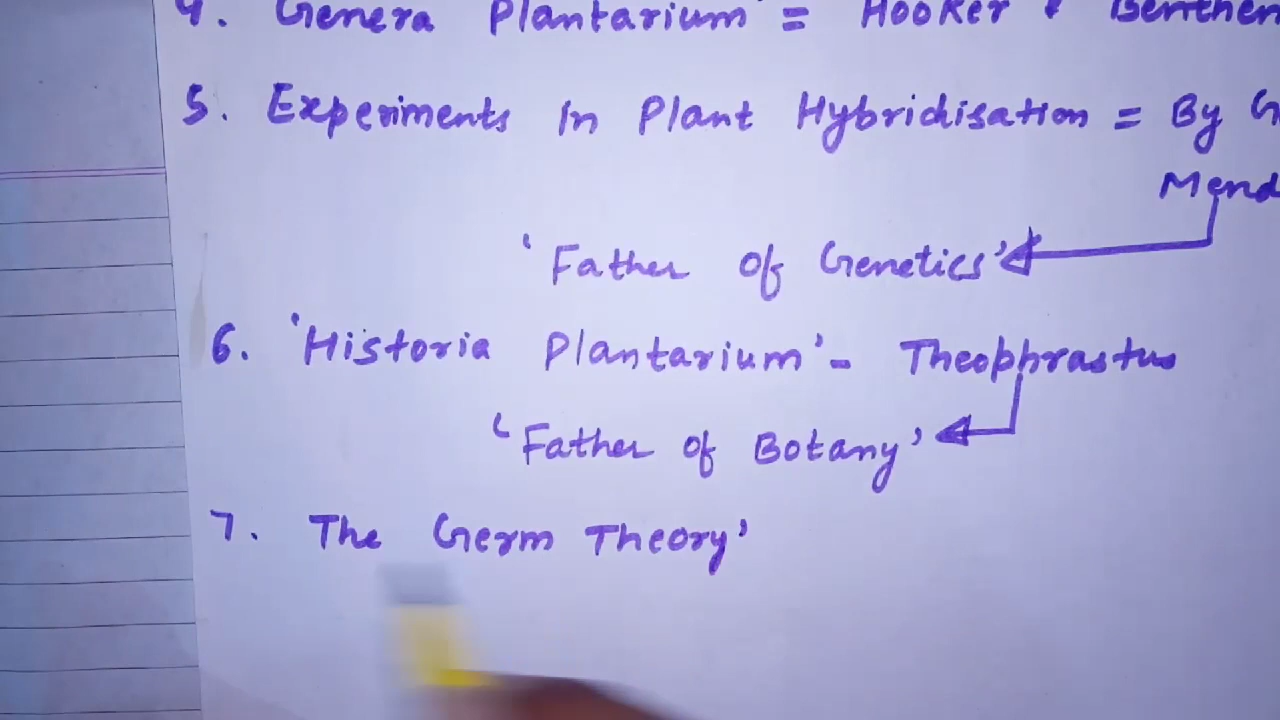 4. Genera Plantarium = Hooker &
5. Experiments In Plant Hybridisation = By G
Mend
'Father of Genetics'
6. 'Historia Plantarium' - Theophrastus
'Father of Botany'
7. The Germ Theory'